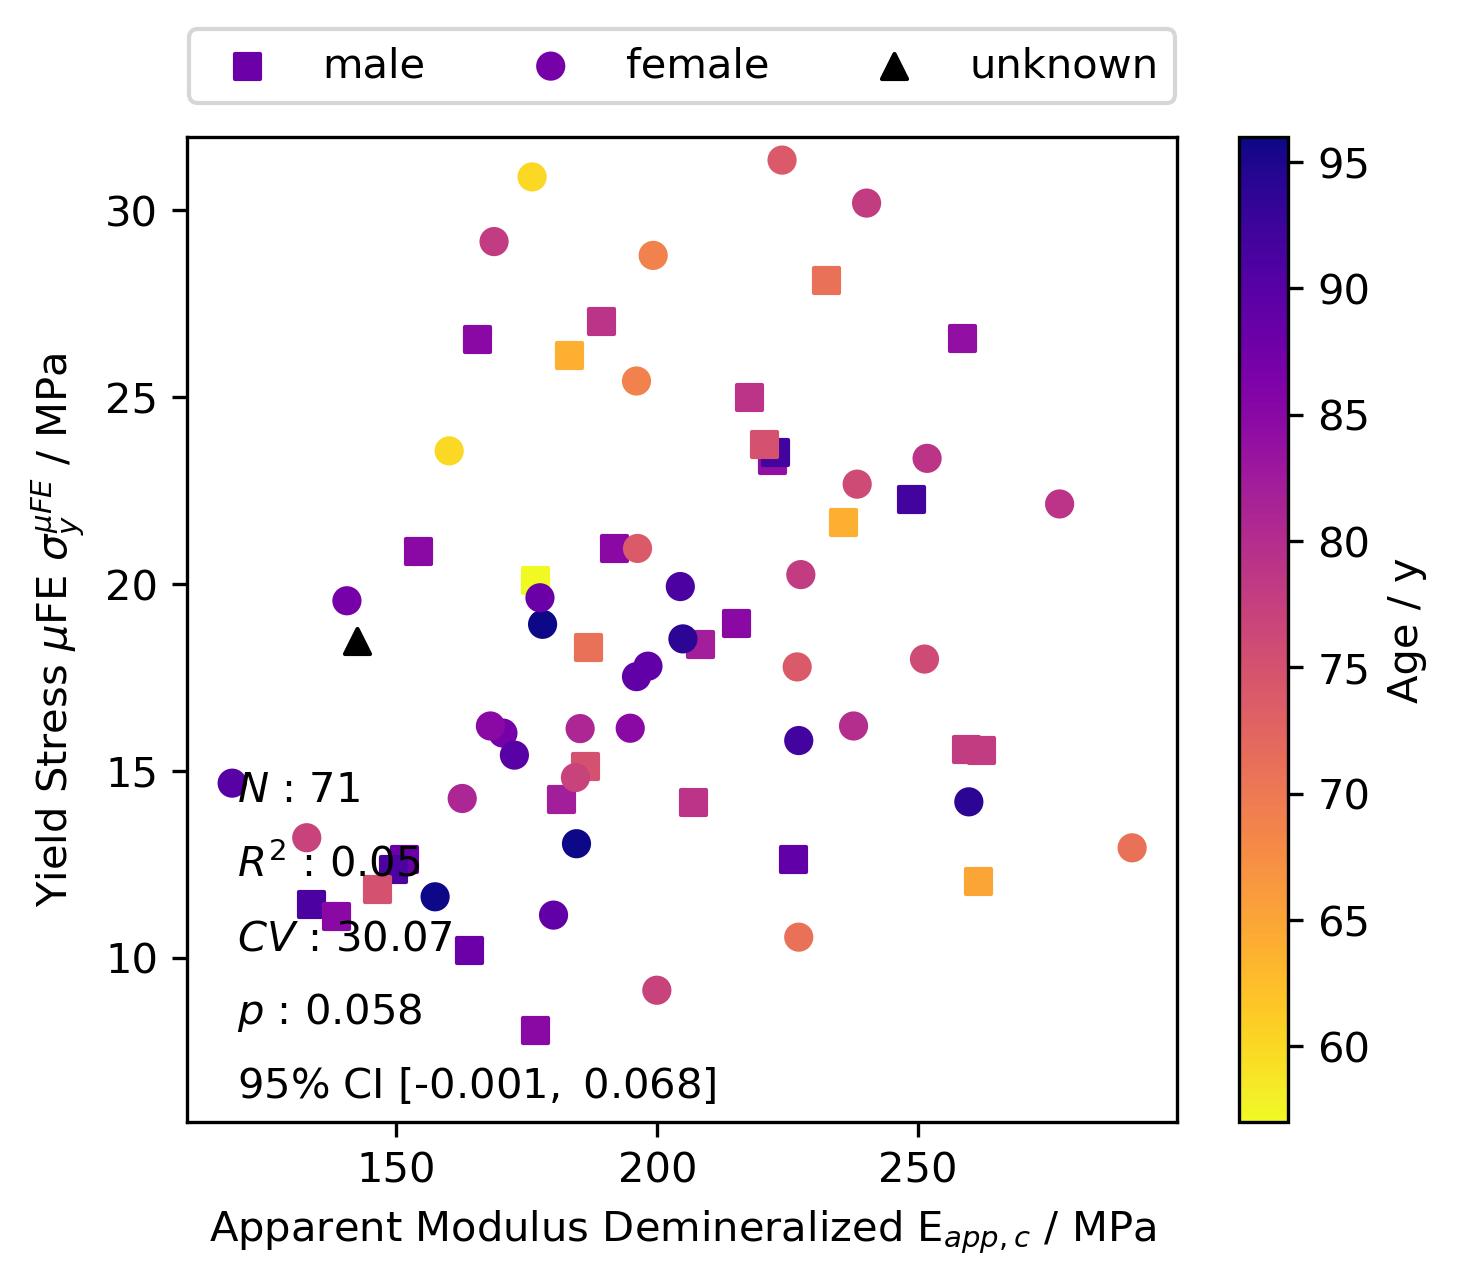 male female unknown
30
25
20
15
10
Yield Stress μFE σ_y^{μFE} / MPa
N : 71
R² : 0.05
CV : 30.07
p : 0.058
95% CI [-0.001, 0.068]
150 200 250
Apparent Modulus Demineralized E_{app,c} / MPa
95
90
85
80
75
70
65
60
Age / y